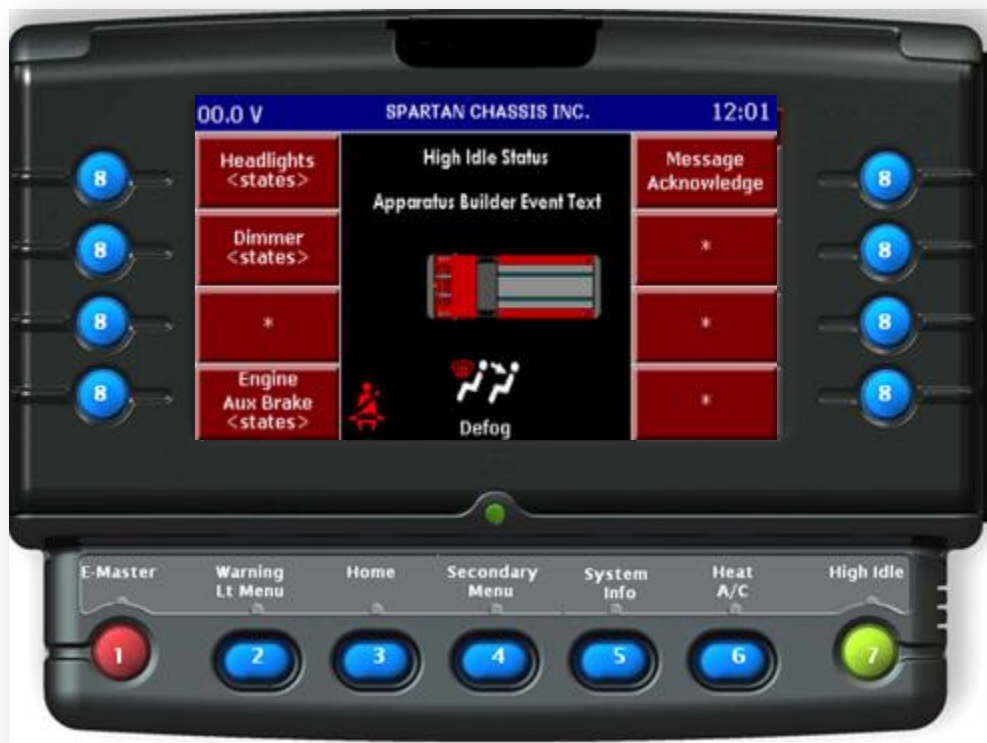 00.0 V SPARTAN CHASSIS INC. 12:01
Headlights
<states>
High Idle Status
Message
Acknowledge
Apparatus Builder Event Text
Dimmer
<states>
*
*
*
Engine
Aux Brake
<states>
*
Defog
8
8
8
8
8
8
8
8
E-Master
Warning
Lt Menu
Home
Secondary
Menu
System
Info
Heat
A/C
High Idle
1
2
3
4
5
6
7